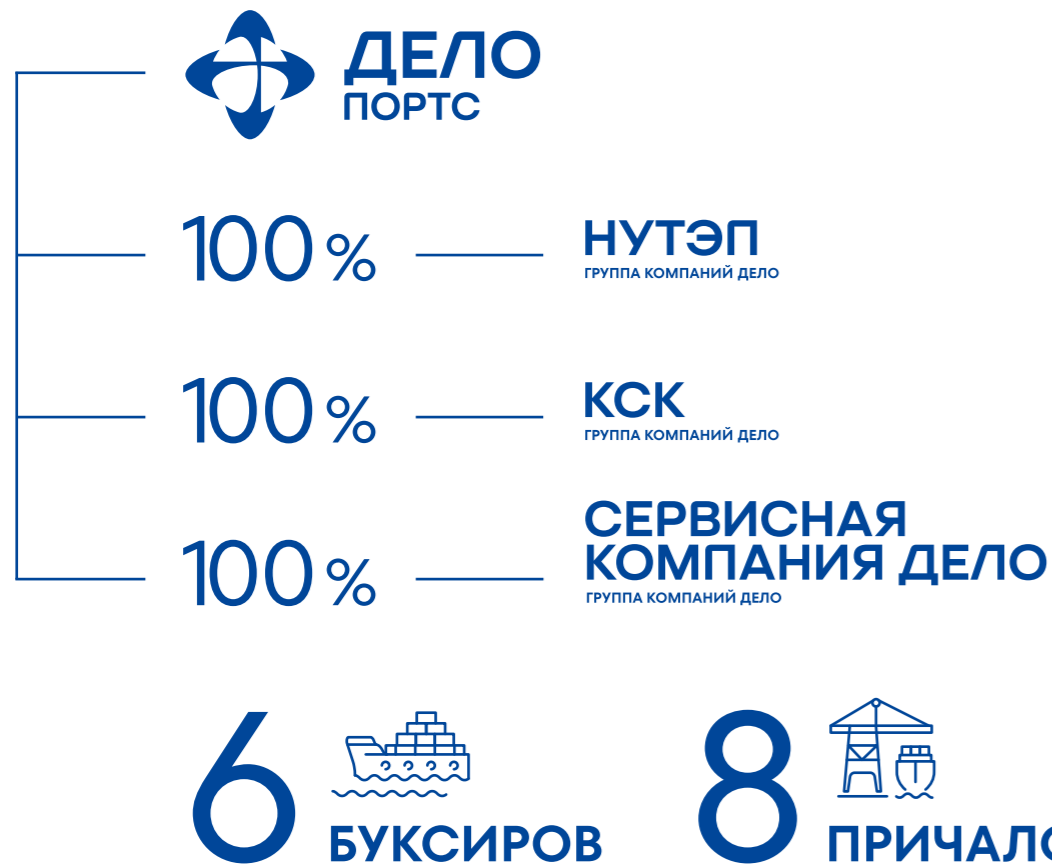 ДЕЛО
ПОРТС
100 %
НУТЭП
ГРУППА КОМПАНИЙ ДЕЛО
100 %
КСК
ГРУППА КОМПАНИЙ ДЕЛО
100 %
СЕРВИСНАЯ
КОМПАНИЯ ДЕЛО
ГРУППА КОМПАНИЙ ДЕЛО
6
БУКСИРОВ
8